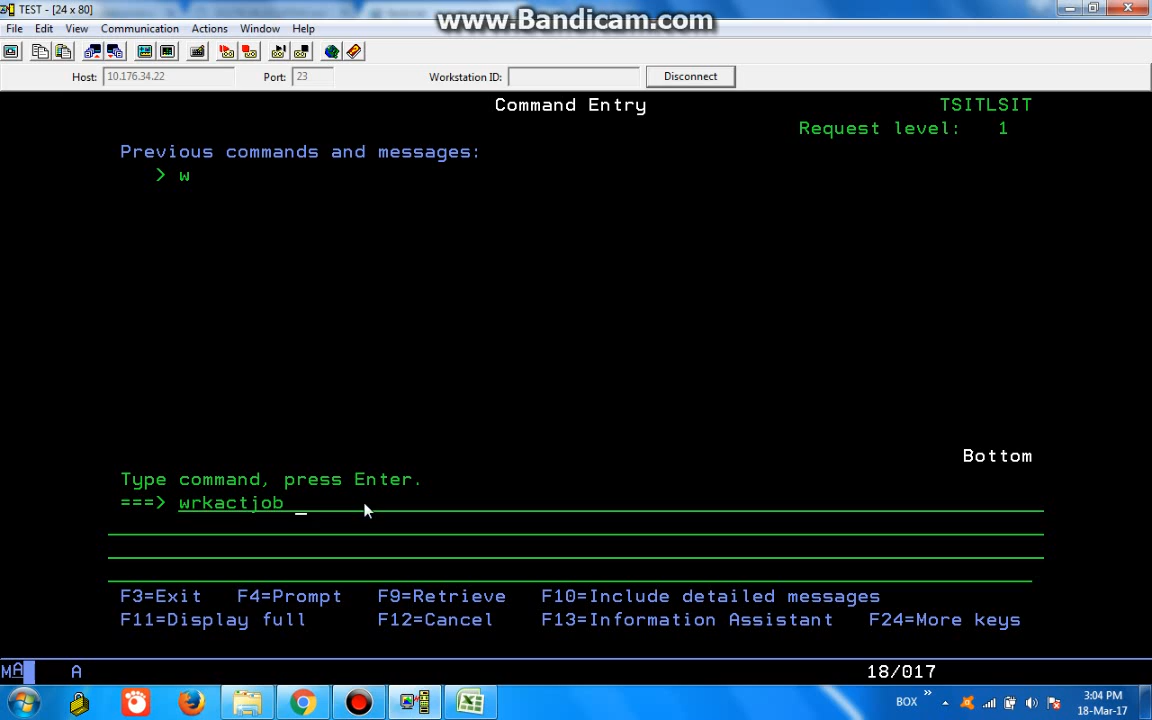 TEST - [24 x 80]
www.Bandicam.com
File Edit View Communication Actions Window Help
Host: 10.176.34.22 Port: 23 Workstation ID: Disconnect
Command Entry TSITLSIT
Request level: 1
Previous commands and messages:
> w
Bottom
Type command, press Enter.
===> wrkactjob _
F3=Exit F4=Prompt F9=Retrieve F10=Include detailed messages
F11=Display full F12=Cancel F13=Information Assistant F24=More keys
MA A 18/017
BOX 3:04 PM
18-Mar-17